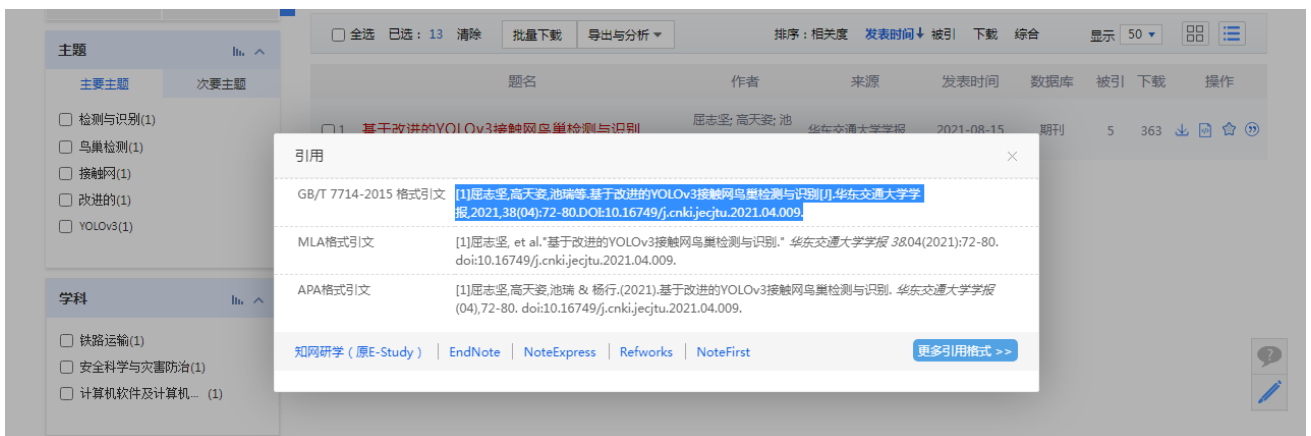 全选 已选：13 清除 批量下载 导出与分析 排序：相关度 发表时间↓ 被引 下载 综合 显示 50
主题
主要主题 次要主题
题名 作者 来源 发表时间 数据库 被引 下载 操作
检测与识别(1)
鸟巢检测(1)
接触网(1)
改进的(1)
YOLOv3(1)
1 基于改进的YOLOv3接触网鸟巢检测与识别 屈志坚; 高天姿; 池 华东交通大学学报 2021-08-15 期刊 5 363
引用 ×
GB/T 7714-2015 格式引文 [1]屈志坚,高天姿,池瑞等.基于改进的YOLOv3接触网鸟巢检测与识别[J].华东交通大学学
报,2021,38(04):72-80.DOI:10.16749/j.cnki.jecjtu.2021.04.009.
MLA格式引文 [1]屈志坚, et al."基于改进的YOLOv3接触网鸟巢检测与识别." 华东交通大学学报 38.04(2021):72-80.
doi:10.16749/j.cnki.jecjtu.2021.04.009.
APA格式引文 [1]屈志坚,高天姿,池瑞 & 杨行.(2021).基于改进的YOLOv3接触网鸟巢检测与识别. 华东交通大学学报
(04),72-80. doi:10.16749/j.cnki.jecjtu.2021.04.009.
知网研学（原E-Study） EndNote NoteExpress Refworks NoteFirst 更多引用格式 >>
学科
铁路运输(1)
安全科学与灾害防治(1)
计算机软件及计算机... (1)